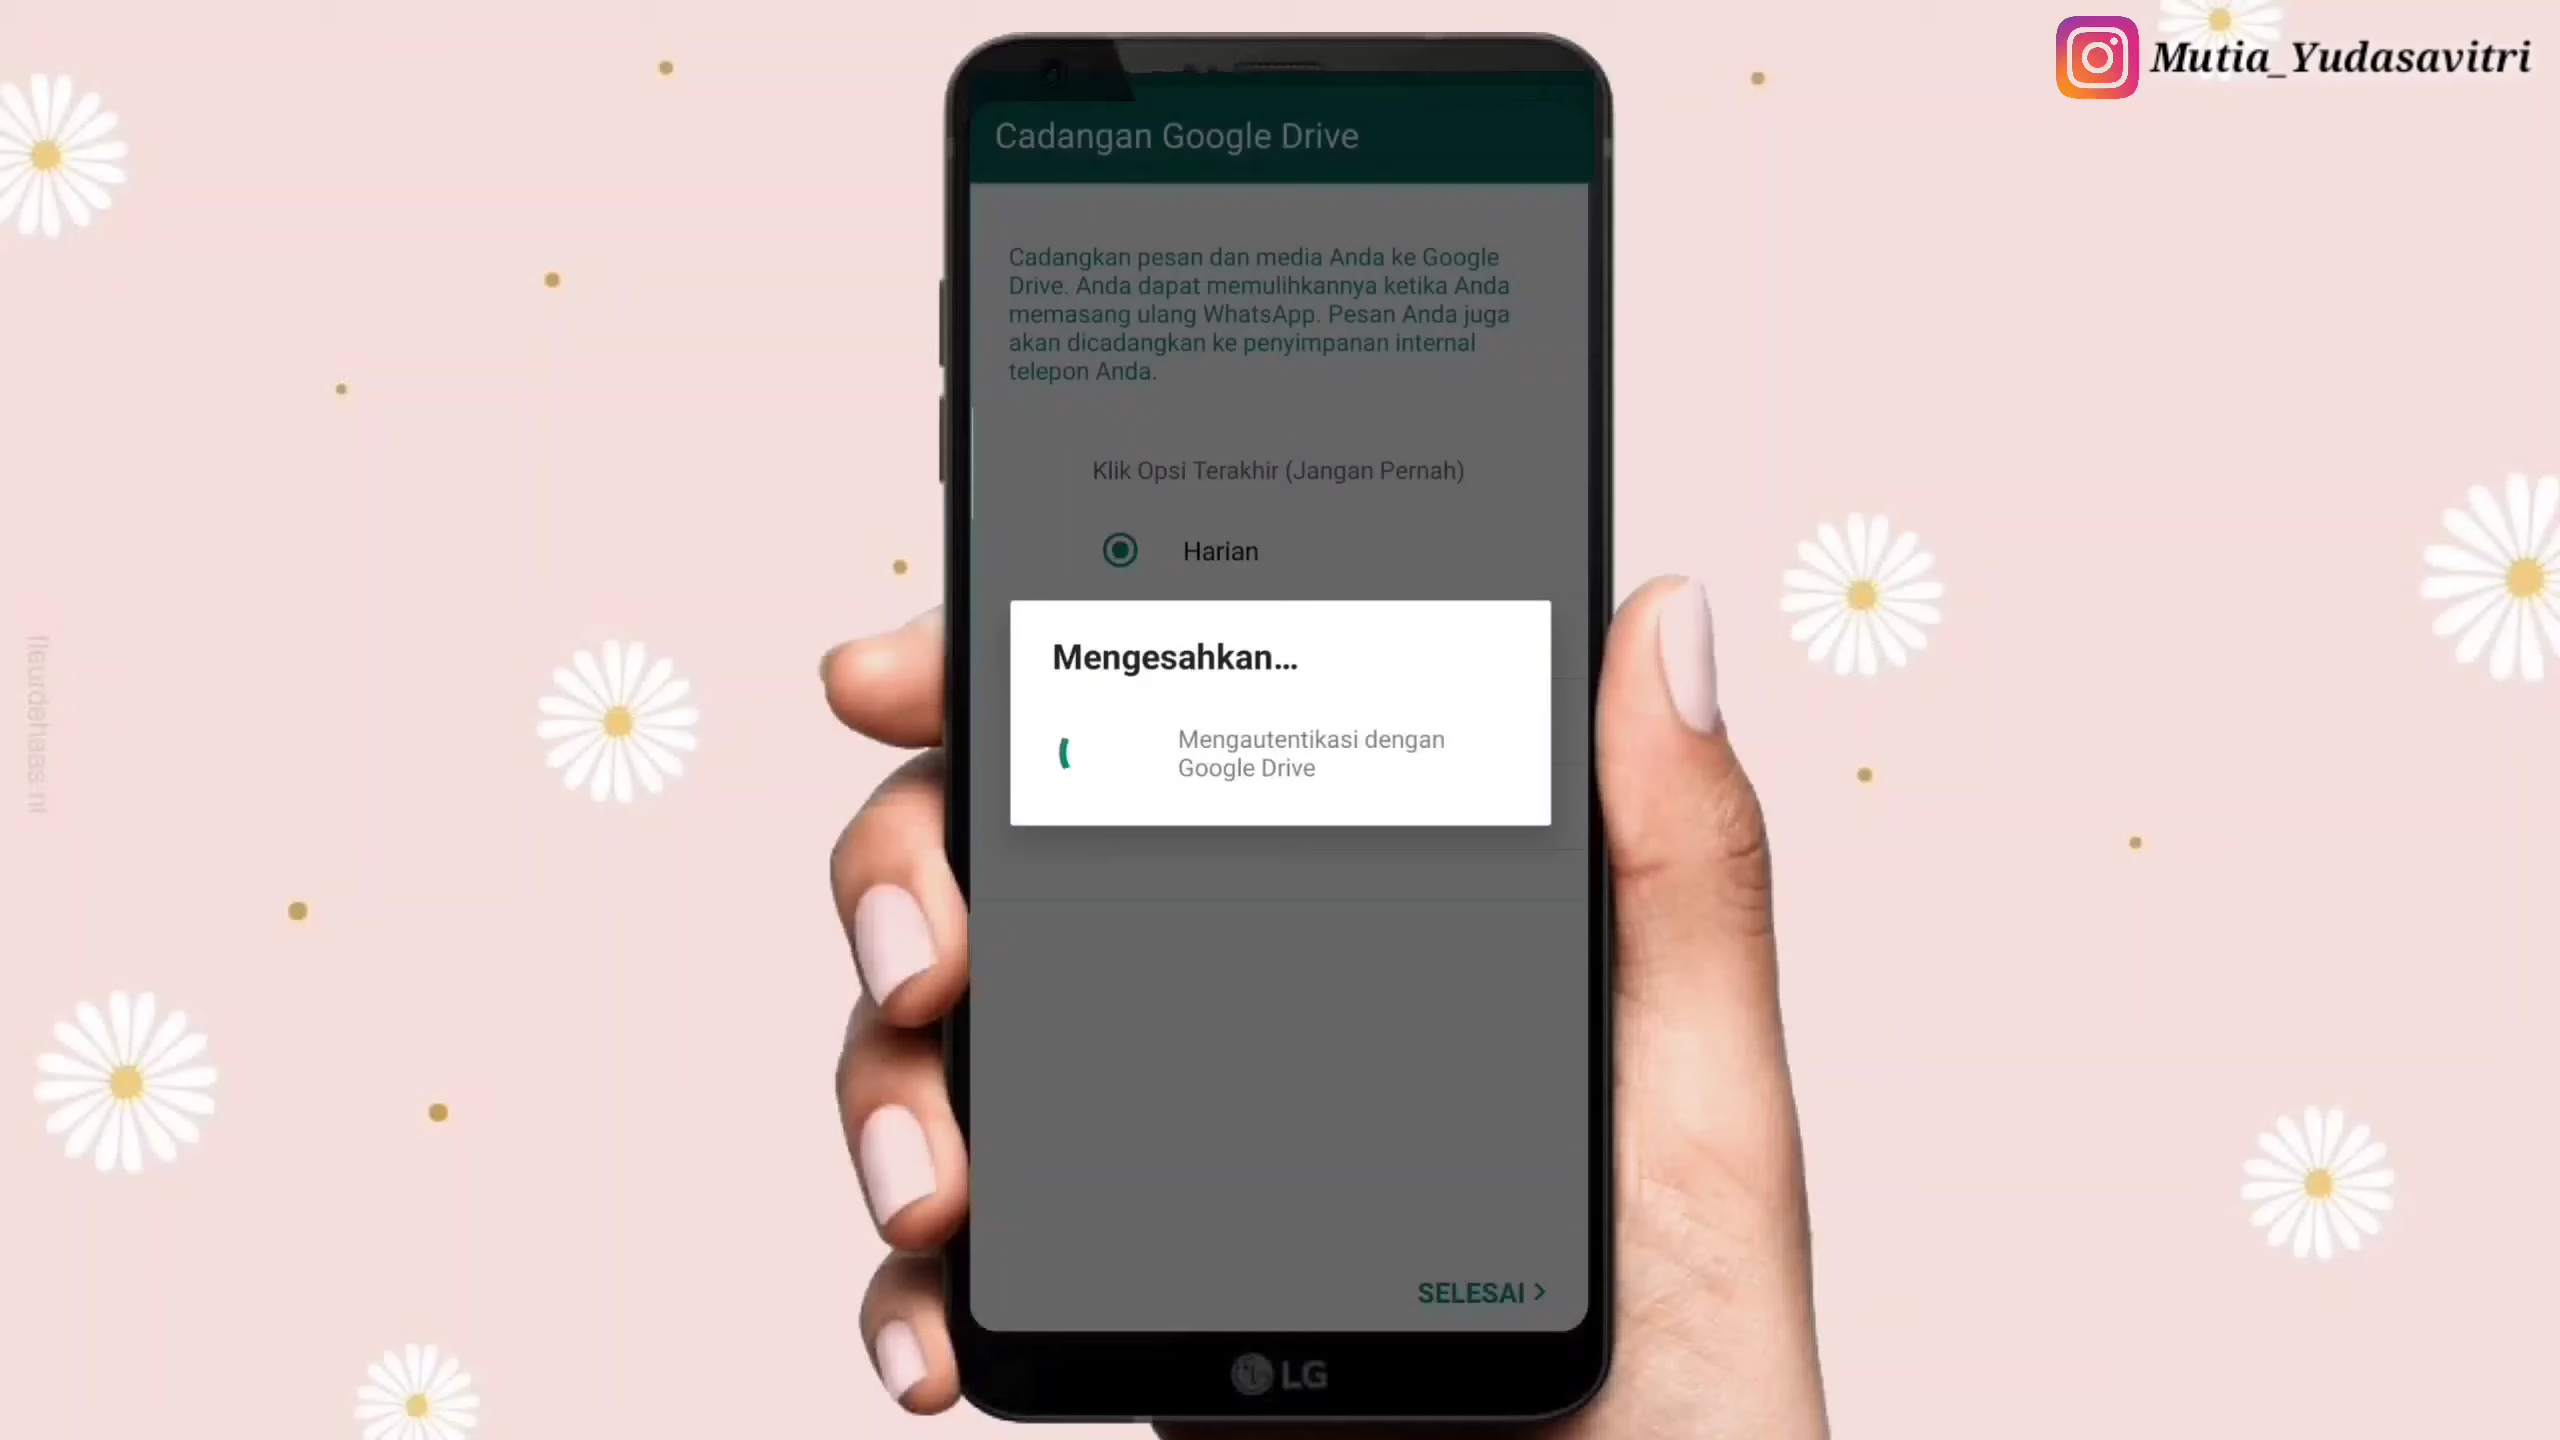 Mutia_Yudasavitri
Cadangan Google Drive
Cadangkan pesan dan media Anda ke Google
Drive. Anda dapat memulihkannya ketika Anda
memasang ulang WhatsApp. Pesan Anda juga
akan dicadangkan ke penyimpanan internal
telepon Anda.
Klik Opsi Terakhir (Jangan Pernah)
Harian
Mengesahkan...
Mengautentikasi dengan
Google Drive
SELESAI >
LG